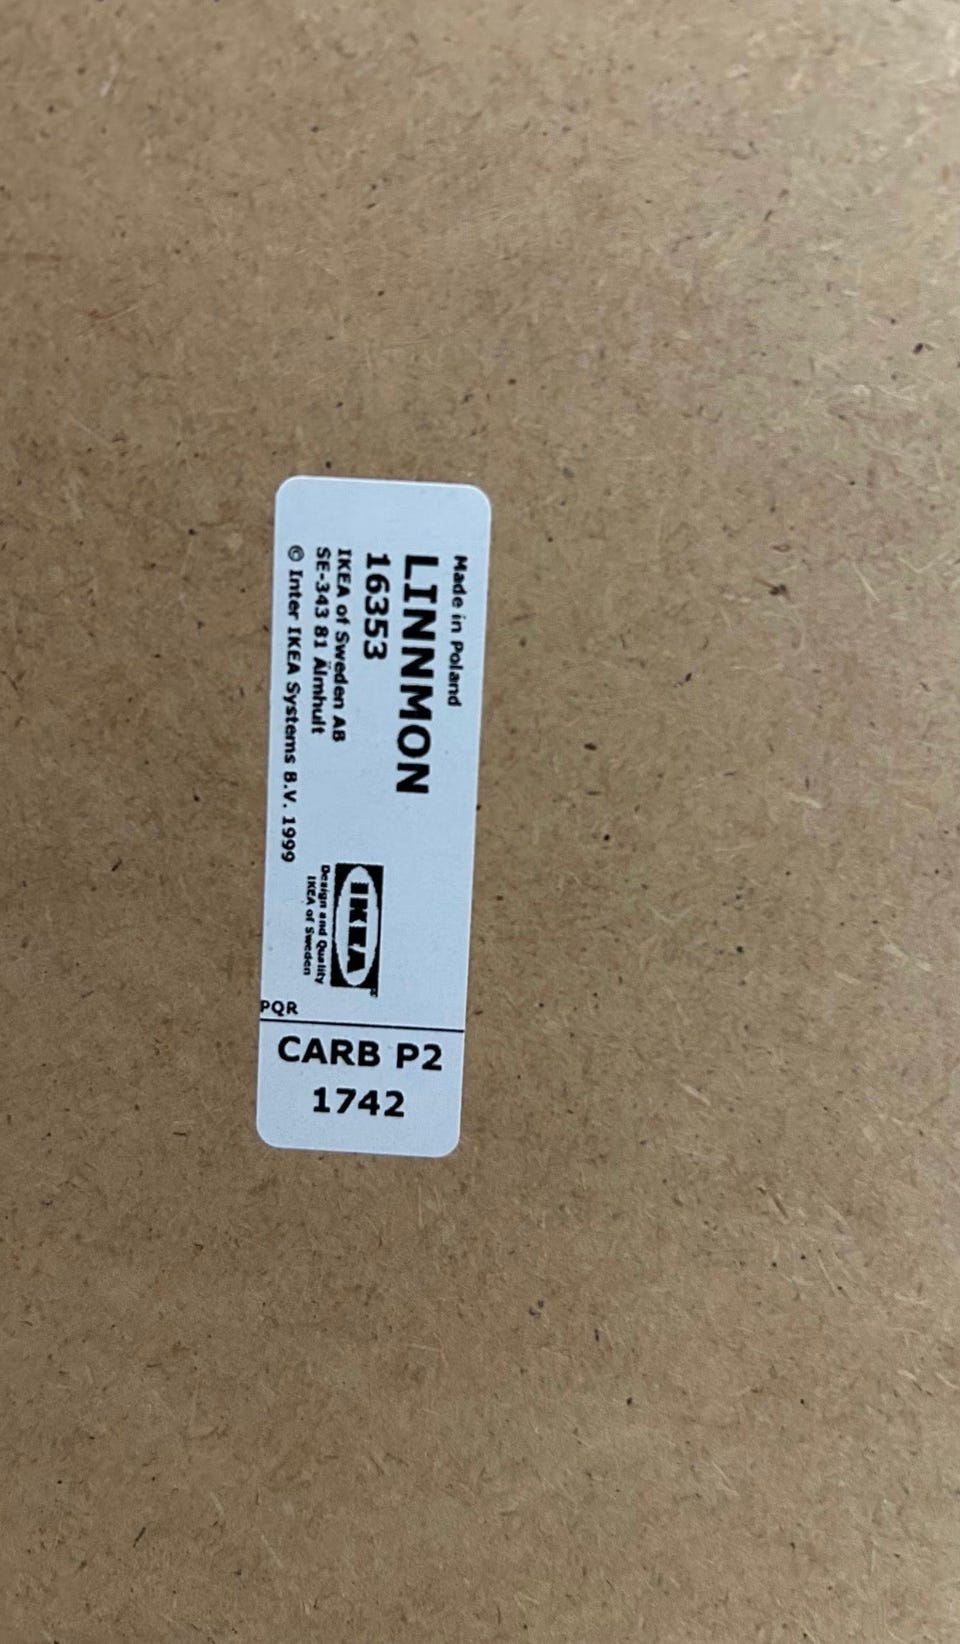 Made in Poland
LINNMON
16353
IKEA of Sweden AB
SE-343 81 Älmhult
© Inter IKEA Systems B.V. 1999
IKEA®
Design and Quality
IKEA of Sweden
PQR
CARB P2
1742